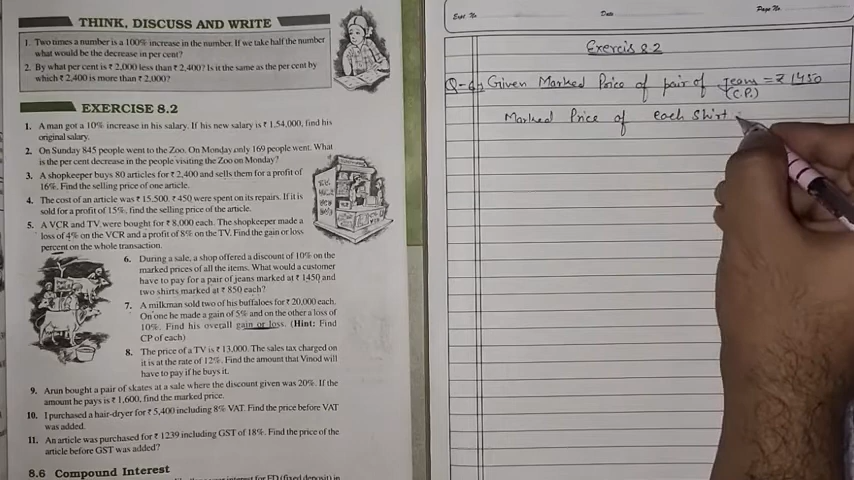 THINK, DISCUSS AND WRITE
1. Two times a number is a 100% increase in the number. If we take half the number
what would be the decrease in per cent?
2. By what per cent is ₹ 2,000 less than ₹ 2,400? Is it the same as the per cent by
which ₹ 2,400 is more than ₹ 2,000?
EXERCISE 8.2
1. A man got a 10% increase in his salary. If his new salary is ₹ 1,54,000, find his
original salary.
2. On Sunday 845 people went to the Zoo. On Monday only 169 people went. What
is the per cent decrease in the people visiting the Zoo on Monday?
3. A shopkeeper buys 80 articles for ₹ 2,400 and sells them for a profit of
16%. Find the selling price of one article.
4. The cost of an article was ₹ 15,500. ₹ 450 were spent on its repairs. If it is
sold for a profit of 15%, find the selling price of the article.
5. A VCR and TV were bought for ₹ 8,000 each. The shopkeeper made a
loss of 4% on the VCR and a profit of 8% on the TV. Find the gain or loss
percent on the whole transaction.
6. During a sale, a shop offered a discount of 10% on the
marked prices of all the items. What would a customer
have to pay for a pair of jeans marked at ₹ 1450 and
two shirts marked at ₹ 850 each?
7. A milkman sold two of his buffaloes for ₹ 20,000 each.
On one he made a gain of 5% and on the other a loss of
10%. Find his overall gain or loss. (Hint: Find
CP of each)
8. The price of a TV is ₹ 13,000. The sales tax charged on
it is at the rate of 12%. Find the amount that Vinod will
have to pay if he buys it.
9. Arun bought a pair of skates at a sale where the discount given was 20%. If the
amount he pays is ₹ 1,600, find the marked price.
10. I purchased a hair-dryer for ₹ 5,400 including 8% VAT. Find the price before VAT
was added.
11. An article was purchased for ₹ 1239 including GST of 18%. Find the price of the
article before GST was added?
8.6 Compound Interest
Expt. No
Date
Page No.
Exercis 8.2
Q-6 Given Marked Price of pair of Jeans = ₹ 1450
(C.P.)
Marked Price of each Shirt